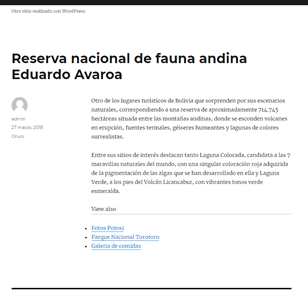 Otro sitio realizado con WordPress
Reserva nacional de fauna andina
Eduardo Avaroa
admin
27 marzo, 2018
Oruro
Otro de los lugares turísticos de Bolivia que sorprenden por sus escenarios
naturales, correspondiendo a una reserva de aproximadamente 714.745
hectáreas situada entre las montañas andinas, donde se esconden volcanes
en erupción, fuentes termales, géiseres humeantes y lagunas de colores
surrealistas.
Entre sus sitios de interés destacan tanto Laguna Colorada, candidata a las 7
maravillas naturales del mundo, con una singular coloración roja adquirida
de la pigmentación de las algas que se han desarrollado en ella y Laguna
Verde, a los pies del Volcán Licancabur, con vibrantes tonos verde
esmeralda.
View also
Fotos Potosí
Parque Nacional Torotoro
Galeria de comidas